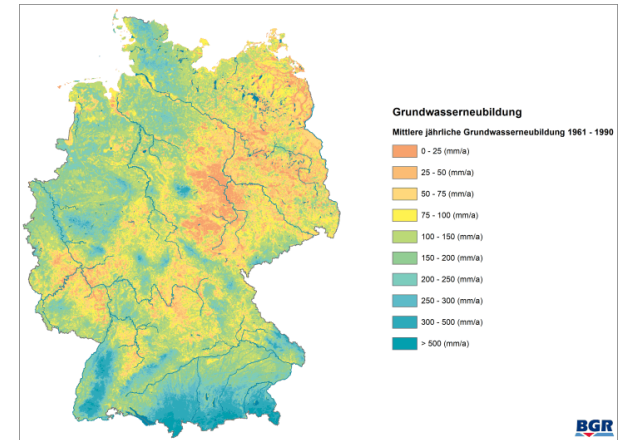 Grundwasserneubildung
Mittlere jährliche Grundwasserneubildung 1961 - 1990
0 - 25 (mm/a)
25 - 50 (mm/a)
50 - 75 (mm/a)
75 - 100 (mm/a)
100 - 150 (mm/a)
150 - 200 (mm/a)
200 - 250 (mm/a)
250 - 300 (mm/a)
300 - 500 (mm/a)
> 500 (mm/a)
BGR